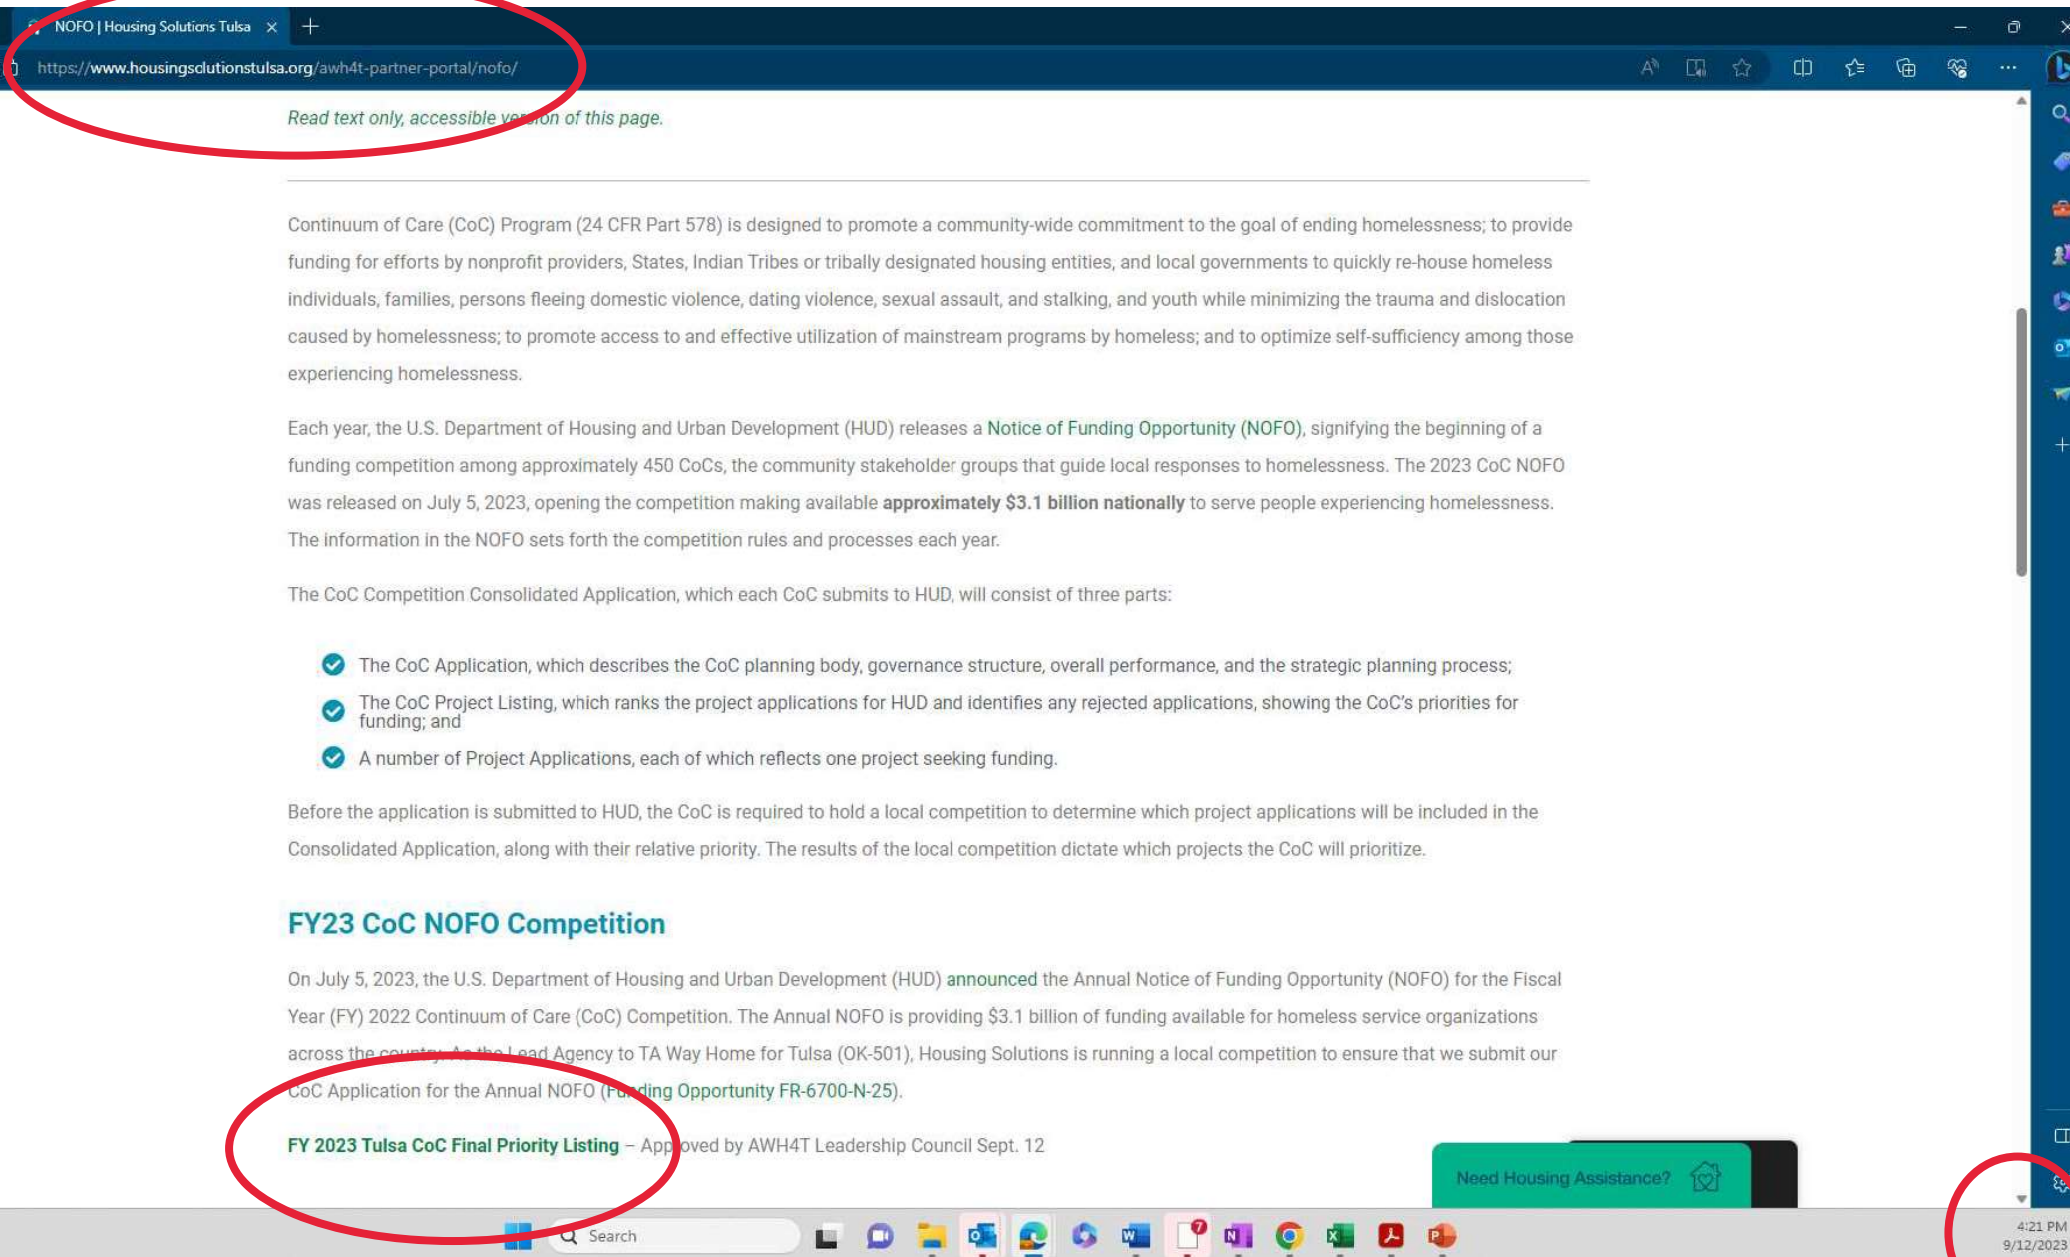 NOFO | Housing Solutions Tulsa
https://www.housingsolutionstulsa.org/awh4t-partner-portal/nofo/
Read text only, accessible version of this page.
Continuum of Care (CoC) Program (24 CFR Part 578) is designed to promote a community-wide commitment to the goal of ending homelessness; to provide
funding for efforts by nonprofit providers, States, Indian Tribes or tribally designated housing entities, and local governments to quickly re-house homeless
individuals, families, persons fleeing domestic violence, dating violence, sexual assault, and stalking, and youth while minimizing the trauma and dislocation
caused by homelessness; to promote access to and effective utilization of mainstream programs by homeless; and to optimize self-sufficiency among those
experiencing homelessness.
Each year, the U.S. Department of Housing and Urban Development (HUD) releases a Notice of Funding Opportunity (NOFO), signifying the beginning of a
funding competition among approximately 450 CoCs, the community stakeholder groups that guide local responses to homelessness. The 2023 CoC NOFO
was released on July 5, 2023, opening the competition making available approximately $3.1 billion nationally to serve people experiencing homelessness.
The information in the NOFO sets forth the competition rules and processes each year.
The CoC Competition Consolidated Application, which each CoC submits to HUD, will consist of three parts:
The CoC Application, which describes the CoC planning body, governance structure, overall performance, and the strategic planning process;
The CoC Project Listing, which ranks the project applications for HUD and identifies any rejected applications, showing the CoC's priorities for
funding; and
A number of Project Applications, each of which reflects one project seeking funding.
Before the application is submitted to HUD, the CoC is required to hold a local competition to determine which project applications will be included in the
Consolidated Application, along with their relative priority. The results of the local competition dictate which projects the CoC will prioritize.
FY23 CoC NOFO Competition
On July 5, 2023, the U.S. Department of Housing and Urban Development (HUD) announced the Annual Notice of Funding Opportunity (NOFO) for the Fiscal
Year (FY) 2022 Continuum of Care (CoC) Competition. The Annual NOFO is providing $3.1 billion of funding available for homeless service organizations
across the country. As the Lead Agency to TA Way Home for Tulsa (OK-501), Housing Solutions is running a local competition to ensure that we submit our
CoC Application for the Annual NOFO (Funding Opportunity FR-6700-N-25).
FY 2023 Tulsa CoC Final Priority Listing – Approved by AWH4T Leadership Council Sept. 12
Need Housing Assistance?
Search
7
4:21 PM
9/12/2023